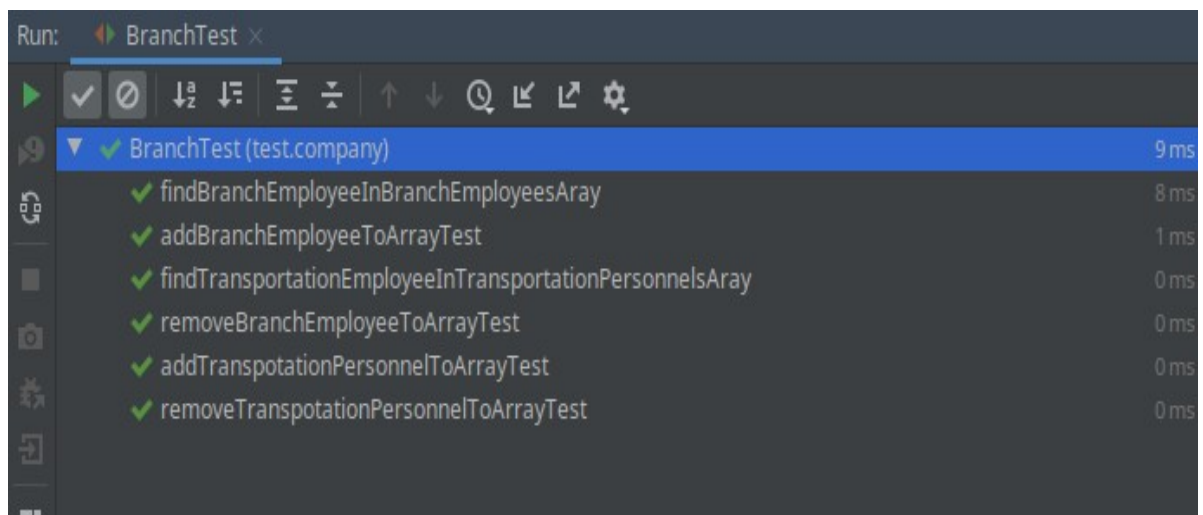 Run: BranchTest
BranchTest (test.company) 9 ms
findBranchEmployeeInBranchEmployeesAray 8 ms
addBranchEmployeeToArrayTest 1 ms
findTransportationEmployeeInTransportationPersonnelsAray 0 ms
removeBranchEmployeeToArrayTest 0 ms
addTranspotationPersonnelToArrayTest 0 ms
removeTranspotationPersonnelToArrayTest 0 ms